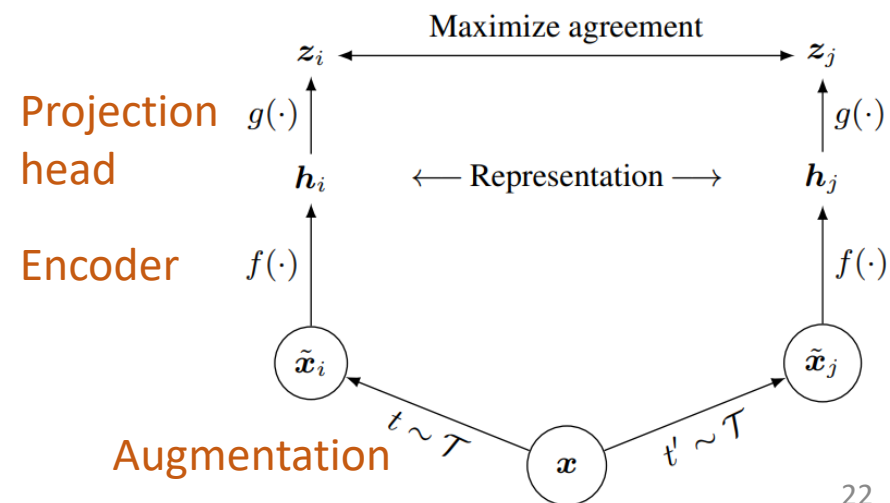 Maximize agreement
z_i z_j
Projection g(·) g(·)
head h_i ⟵ Representation ⟶ h_j
Encoder f(·) f(·)
x̃_i x̃_j
t ~ 𝒯 t′ ~ 𝒯
Augmentation x
22